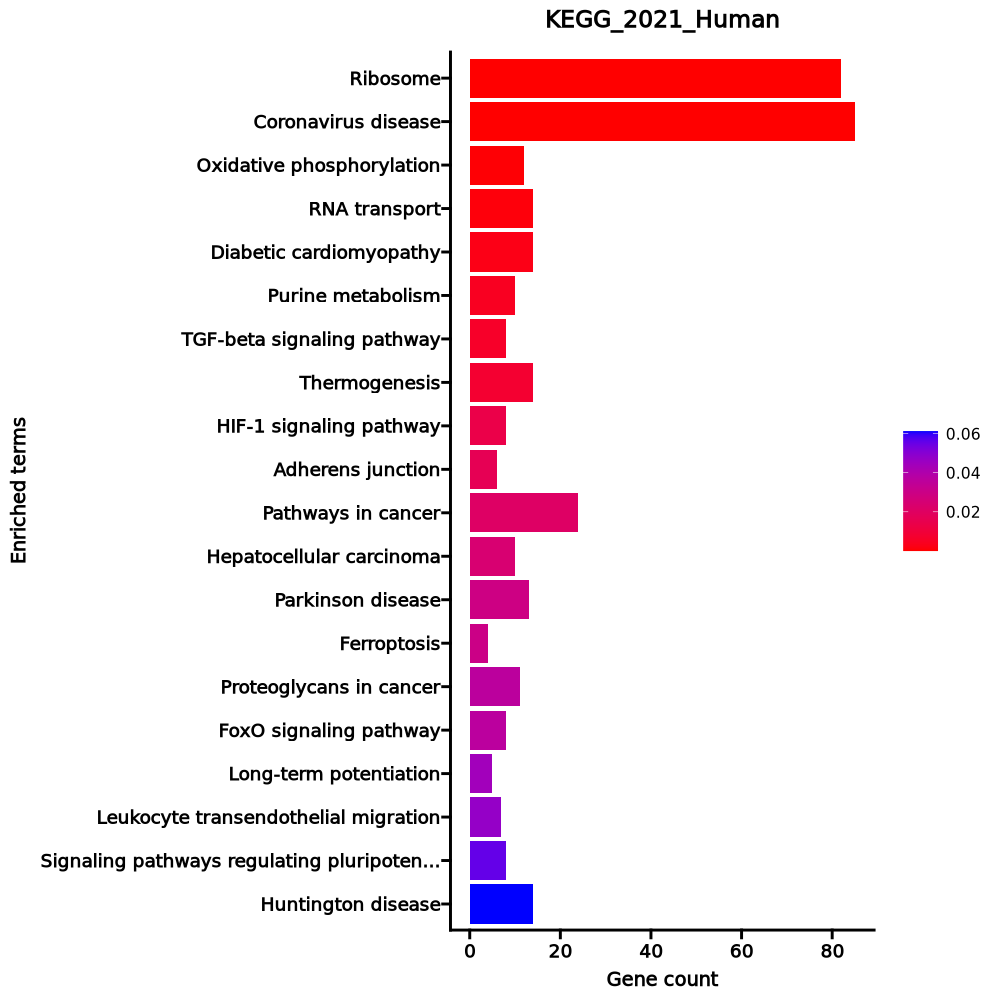 KEGG_2021_Human
Ribosome
Coronavirus disease
Oxidative phosphorylation
RNA transport
Diabetic cardiomyopathy
Purine metabolism
TGF-beta signaling pathway
Thermogenesis
HIF-1 signaling pathway
Adherens junction
Pathways in cancer
Hepatocellular carcinoma
Parkinson disease
Ferroptosis
Proteoglycans in cancer
FoxO signaling pathway
Long-term potentiation
Leukocyte transendothelial migration
Signaling pathways regulating pluripoten...
Huntington disease
Enriched terms
0 20 40 60 80
Gene count
0.06
0.04
0.02